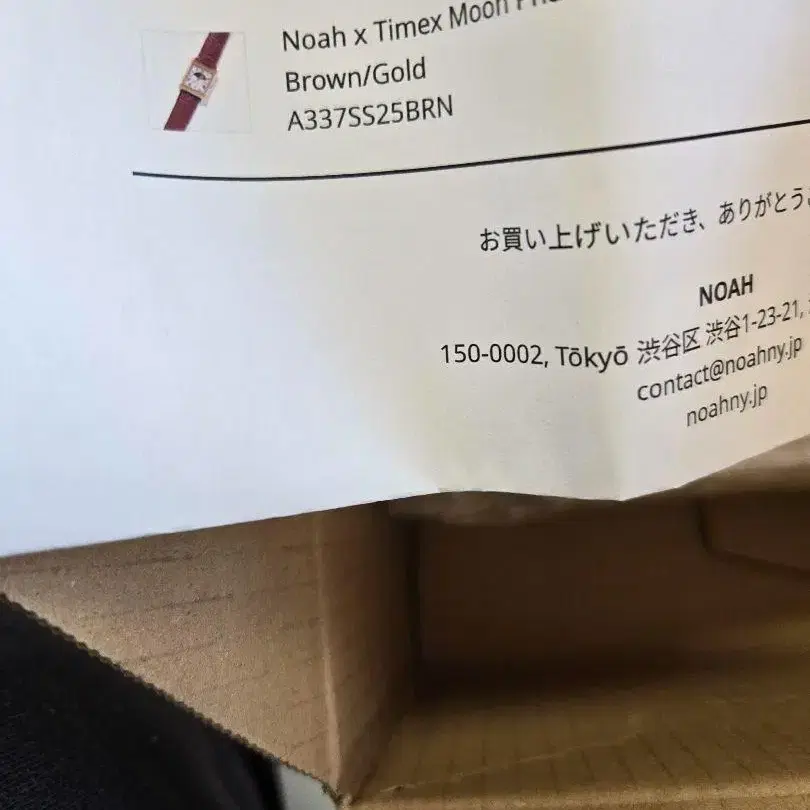 Noah x Timex Moon
Brown/Gold
A337SS25BRN
お買い上げいただき、ありがとう
NOAH
150-0002, Tōkyō 渋谷区 渋谷1-23-21,
contact@noahny.jp
noahny.jp